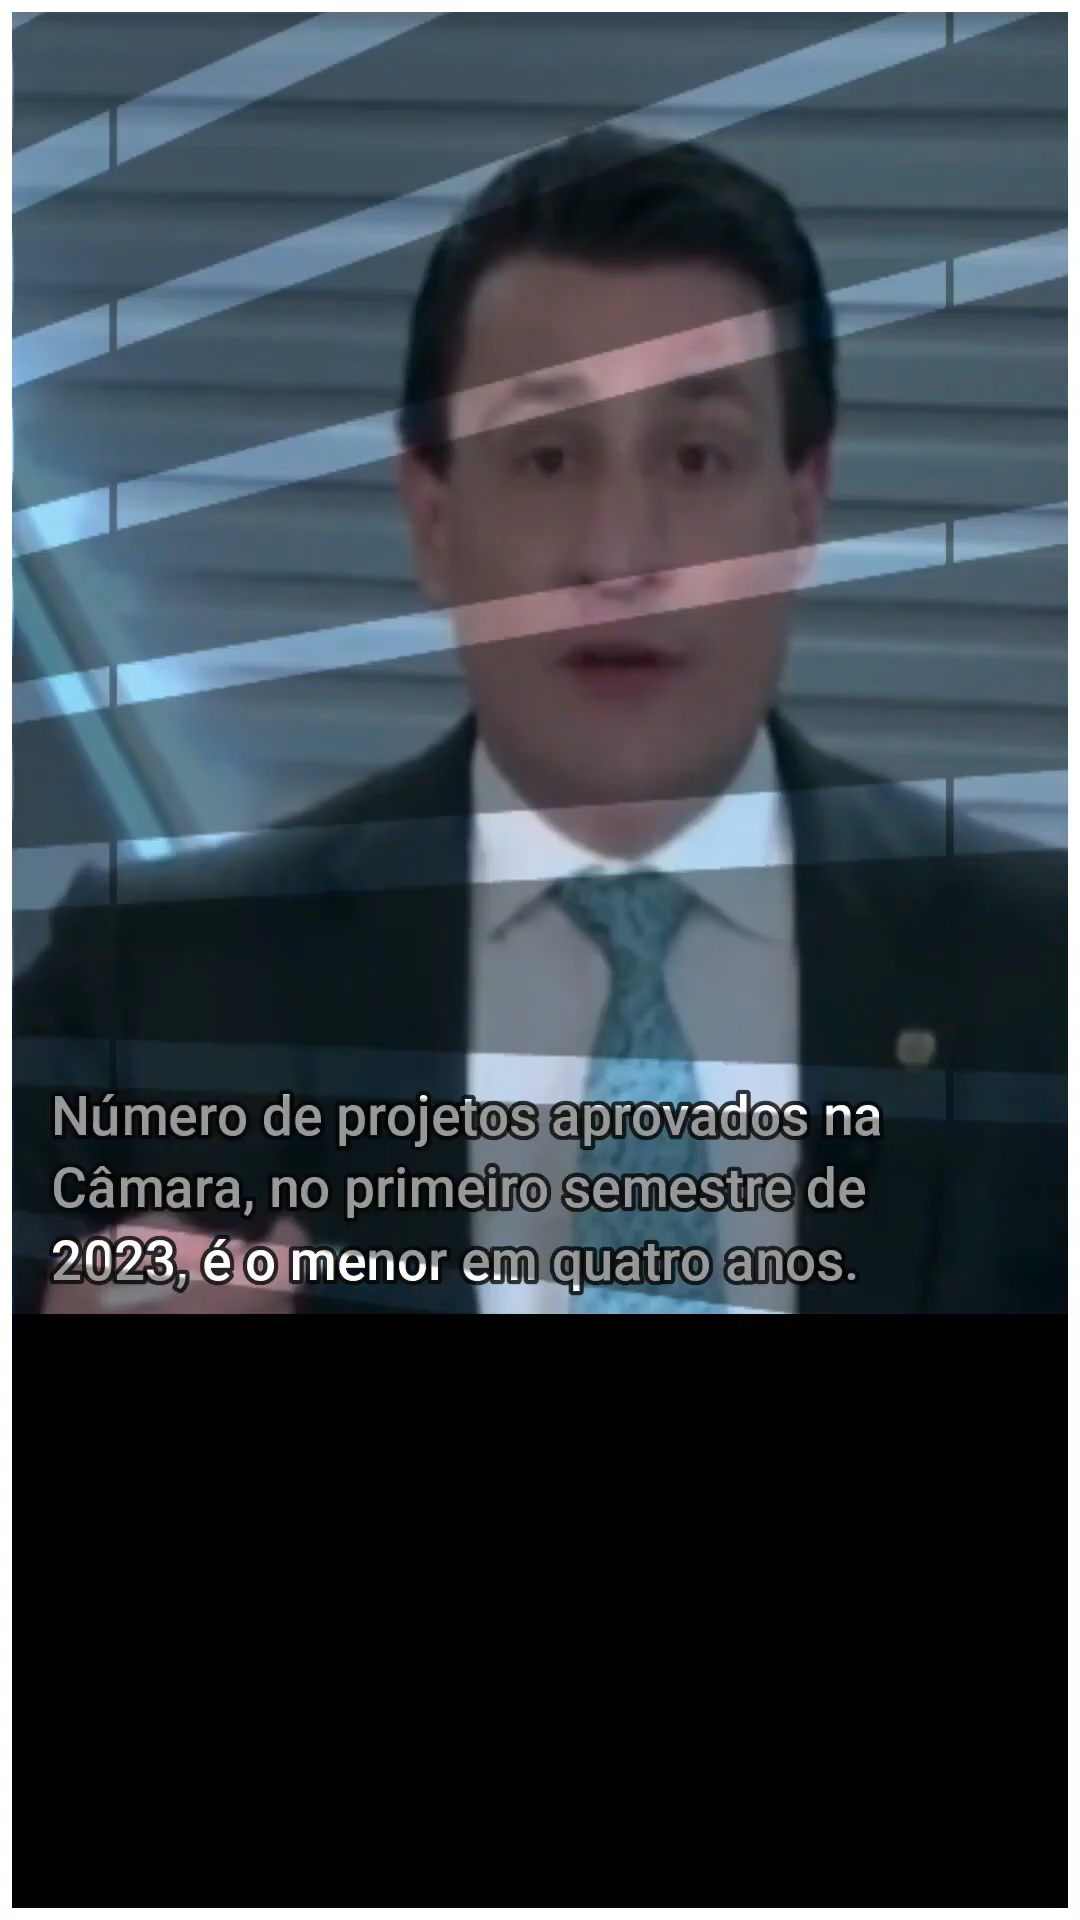 Número de projetos aprovados na
Câmara, no primeiro semestre de
2023, é o menor em quatro anos.